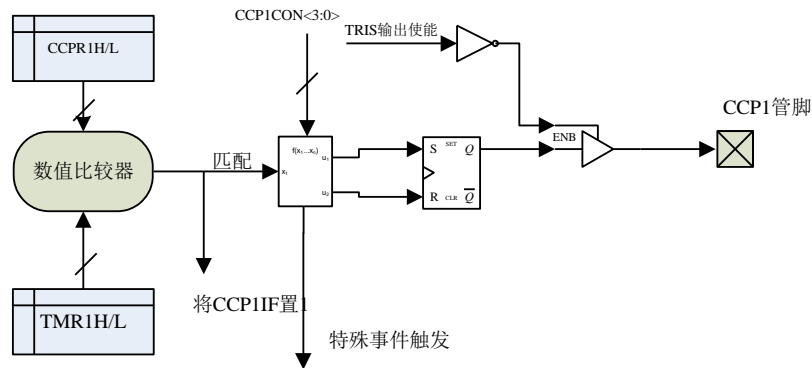 CCPR1H/L
CCP1CON<3:0>
TRIS输出使能
CCP1管脚
ENB
数值比较器
匹配
f(x₁...xₙ)
x₁
u₁
u₂
S SET Q
R CLR Q̅
TMR1H/L
将CCP1IF置1
特殊事件触发